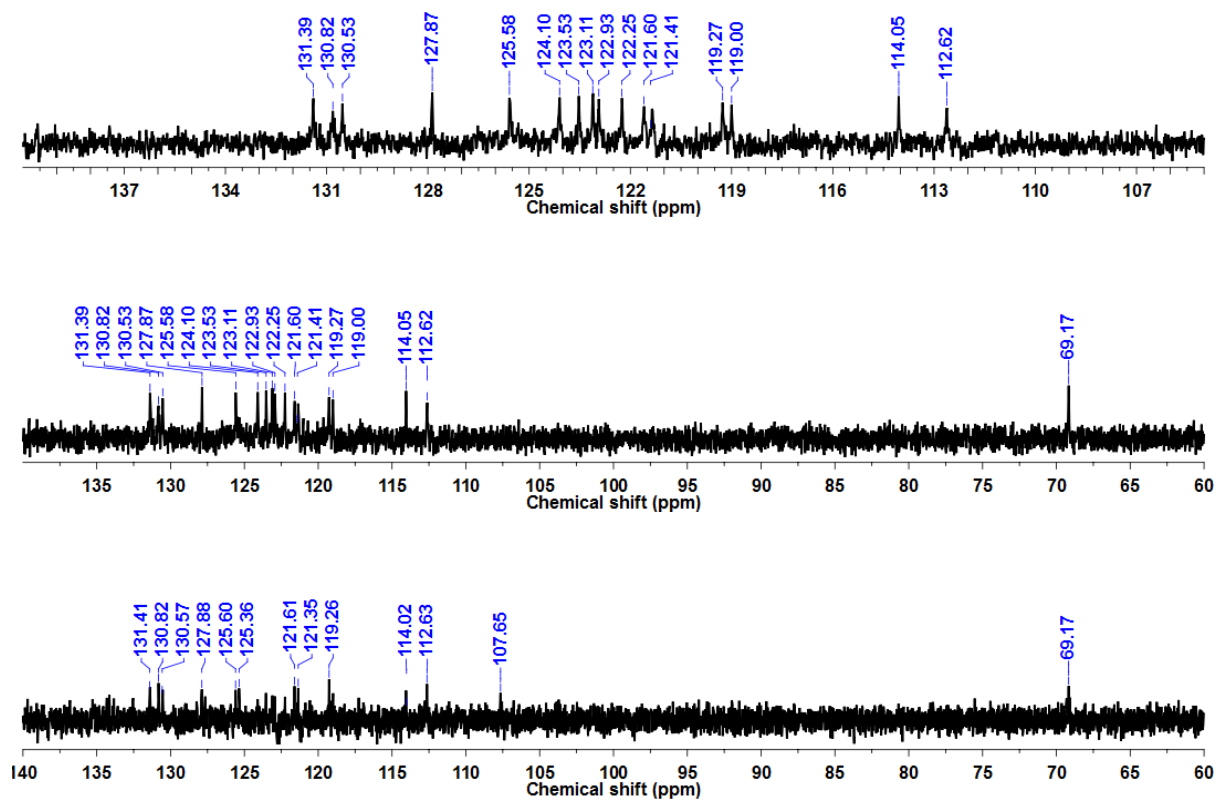 131.39 130.82 130.53 127.87 125.58 124.10 123.53 123.11 122.93 122.25 121.60 121.41 119.27 119.00 114.05 112.62
137 134 131 128 125 122 119 116 113 110 107
Chemical shift (ppm)
131.39 130.82 130.53 127.87 125.58 124.10 123.53 123.11 122.93 122.25 121.60 121.41 119.27 119.00 114.05 112.62 69.17
135 130 125 120 115 110 105 100 95 90 85 80 75 70 65 60
Chemical shift (ppm)
131.41 130.82 130.57 127.88 125.60 125.36 121.61 121.35 119.26 114.02 112.63 107.65 69.17
140 135 130 125 120 115 110 105 100 95 90 85 80 75 70 65 60
Chemical shift (ppm)